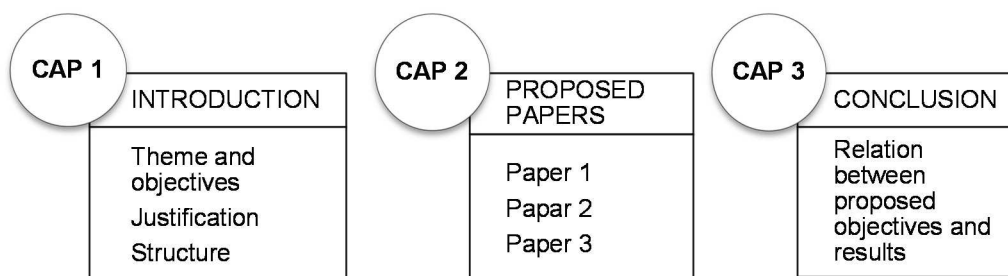 CAP 1
INTRODUCTION
Theme and
objectives
Justification
Structure
CAP 2
PROPOSED
PAPERS
Paper 1
Papar 2
Paper 3
CAP 3
CONCLUSION
Relation
between
proposed
objectives and
results